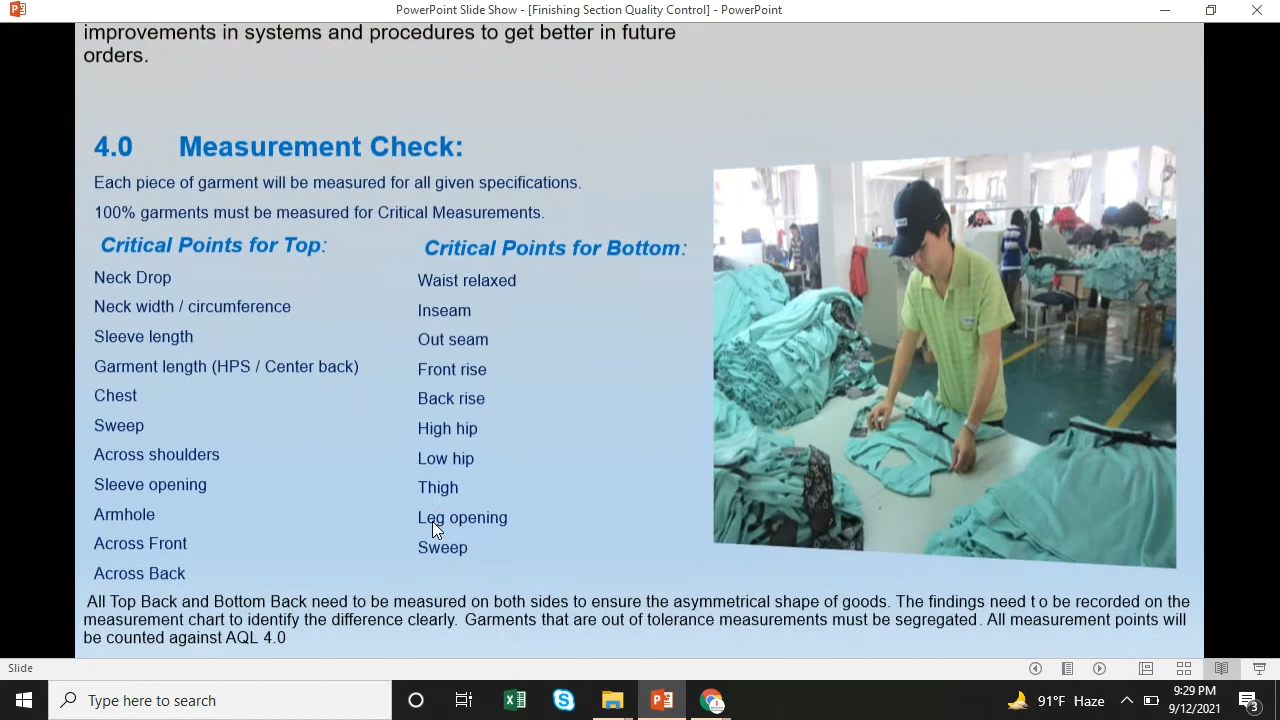 PowerPoint Slide Show - [Finishing Section Quality Control] - PowerPoint
improvements in systems and procedures to get better in future
orders.
4.0 Measurement Check:
Each piece of garment will be measured for all given specifications.
100% garments must be measured for Critical Measurements.
Critical Points for Top:
Neck Drop
Neck width / circumference
Sleeve length
Garment length (HPS / Center back)
Chest
Sweep
Across shoulders
Sleeve opening
Armhole
Across Front
Across Back
Critical Points for Bottom:
Waist relaxed
Inseam
Out seam
Front rise
Back rise
High hip
Low hip
Thigh
Leg opening
Sweep
All Top Back and Bottom Back need to be measured on both sides to ensure the asymmetrical shape of goods. The findings need t o be recorded on the
measurement chart to identify the difference clearly. Garments that are out of tolerance measurements must be segregated. All measurement points will
be counted against AQL 4.0
Slide
Type here to search
91°F Haze
9:29 PM
9/12/2021
3